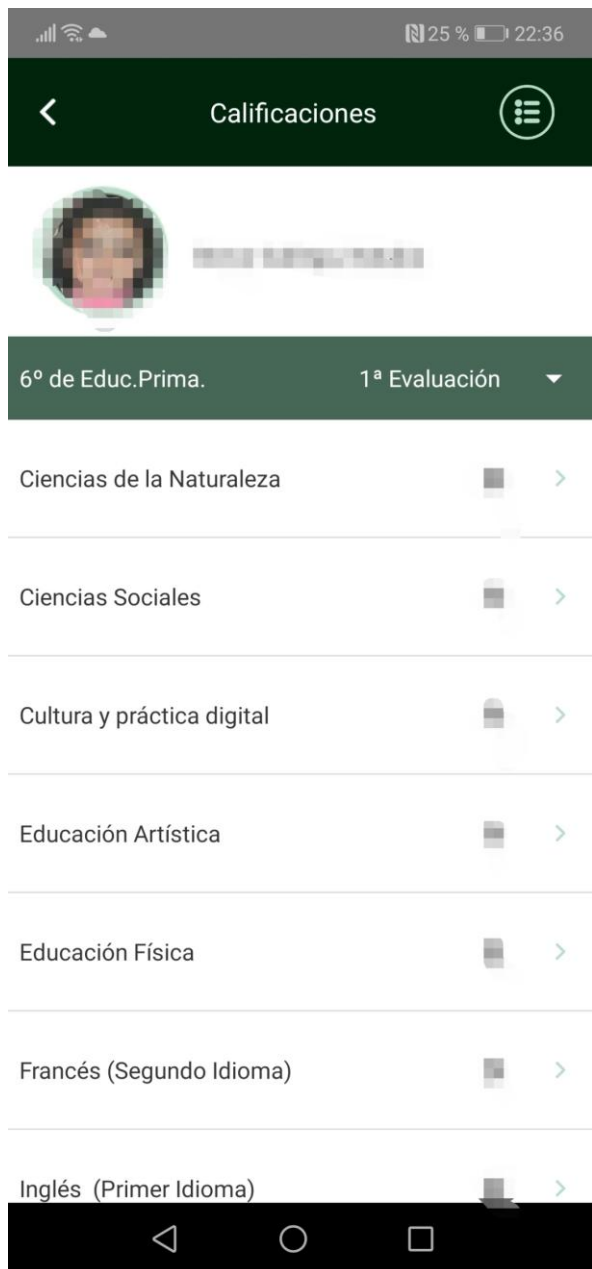 25 % 22:36
Calificaciones
6º de Educ.Prima. 1ª Evaluación
Ciencias de la Naturaleza
Ciencias Sociales
Cultura y práctica digital
Educación Artística
Educación Física
Francés (Segundo Idioma)
Inglés (Primer Idioma)